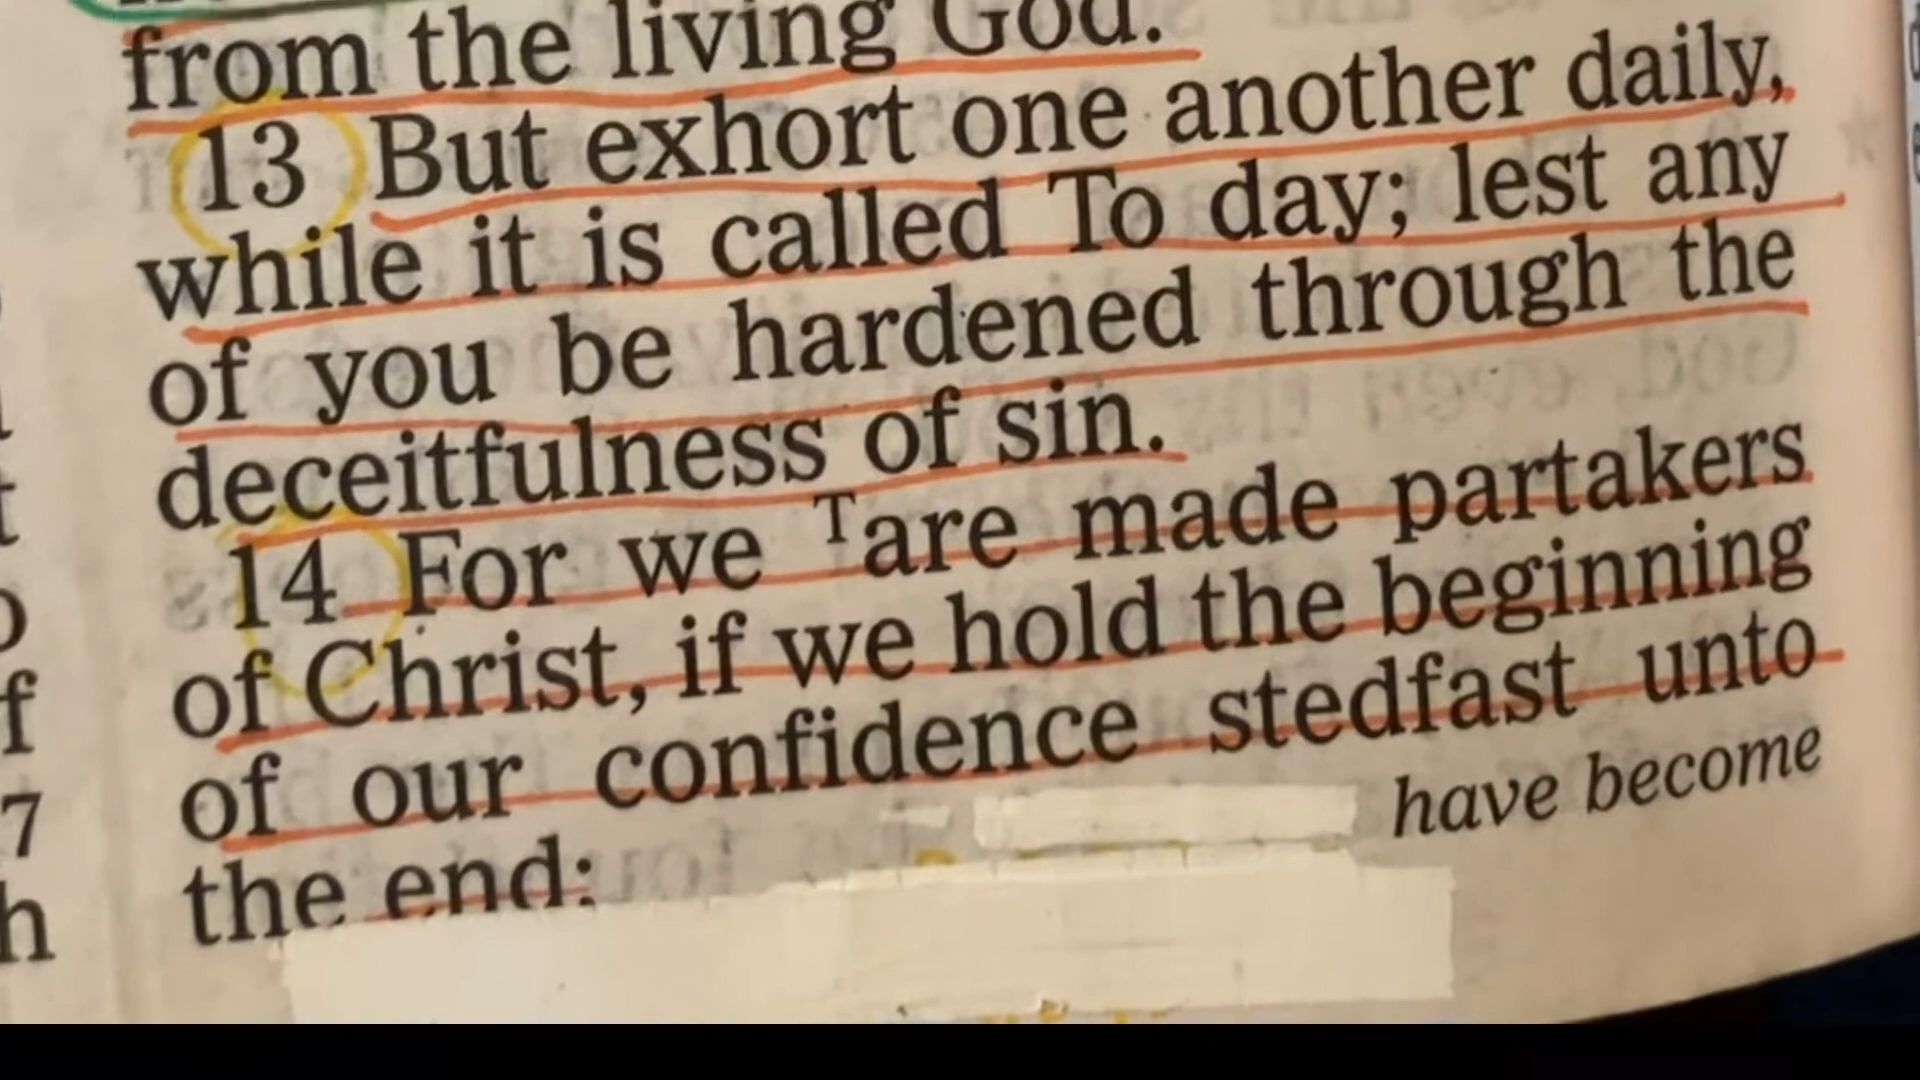 from the living God.
13 But exhort one another daily,
while it is called To day; lest any
of you be hardened through the
deceitfulness of sin.
14 For we ᵀare made partakers
of Christ, if we hold the beginning
of our confidence stedfast unto
the end:
have become
f
7
h